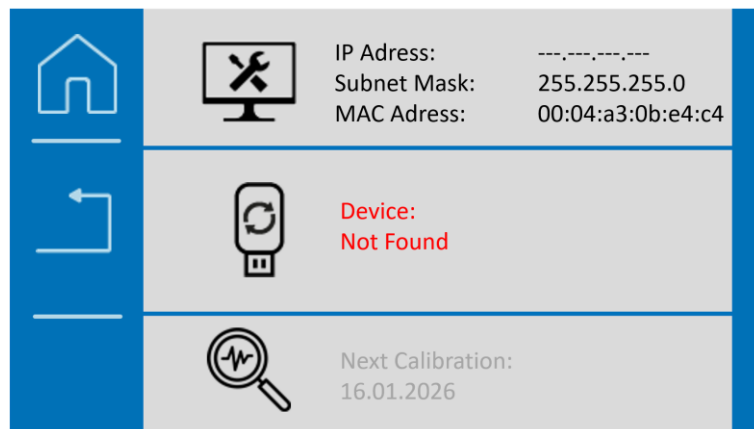 IP Adress: ---.---.---.---
Subnet Mask: 255.255.255.0
MAC Adress: 00:04:a3:0b:e4:c4
Device:
Not Found
Next Calibration:
16.01.2026